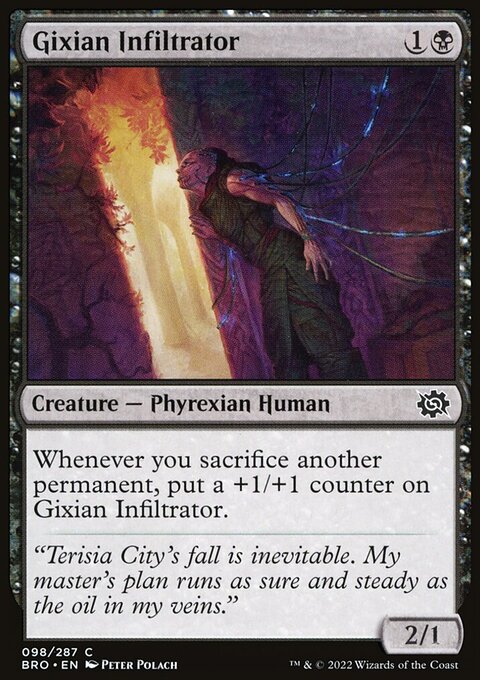 Gixian Infiltrator 1
Creature — Phyrexian Human
Whenever you sacrifice another
permanent, put a +1/+1 counter on
Gixian Infiltrator.
“Terisia City’s fall is inevitable. My
master’s plan runs as sure and steady as
the oil in my veins.”
2/1
098/287 C
BRO • EN Peter Polach
™ & © 2022 Wizards of the Coast